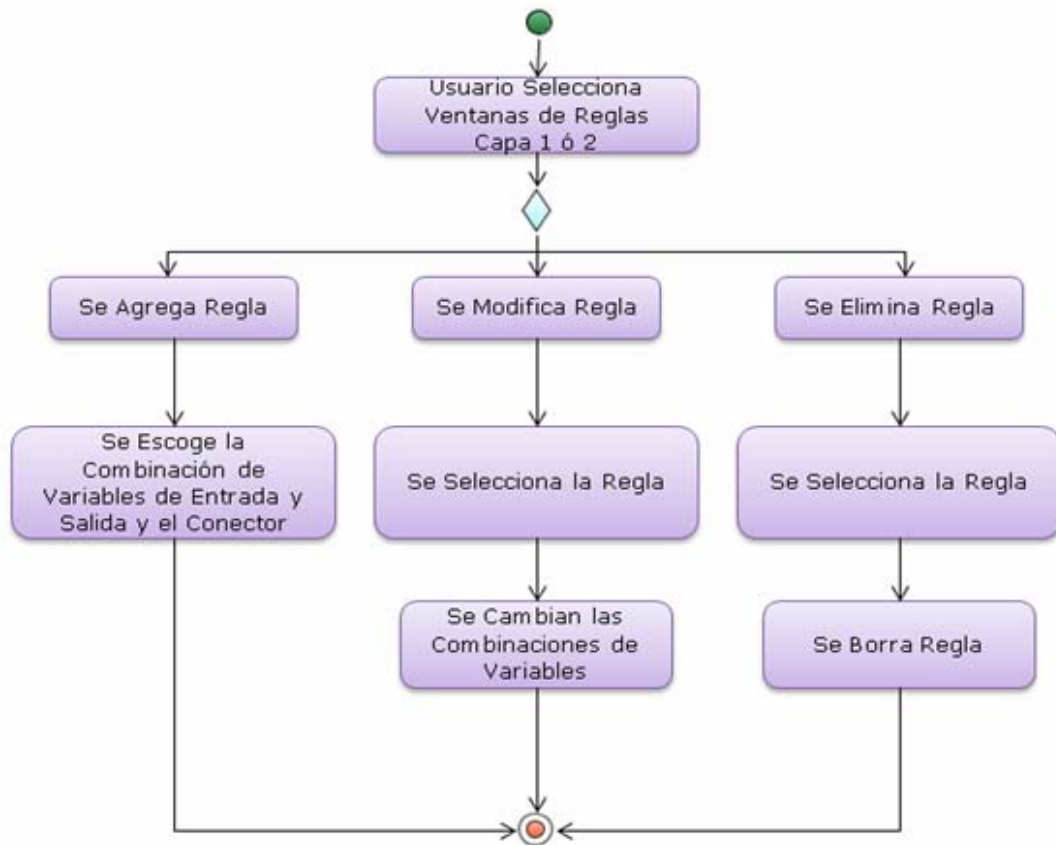 Usuario Selecciona
Ventanas de Reglas
Capa 1 ó 2
Se Agrega Regla
Se Modifica Regla
Se Elimina Regla
Se Escoge la
Combinación de
Variables de Entrada y
Salida y el Conector
Se Selecciona la Regla
Se Selecciona la Regla
Se Cambian las
Combinaciones de
Variables
Se Borra Regla